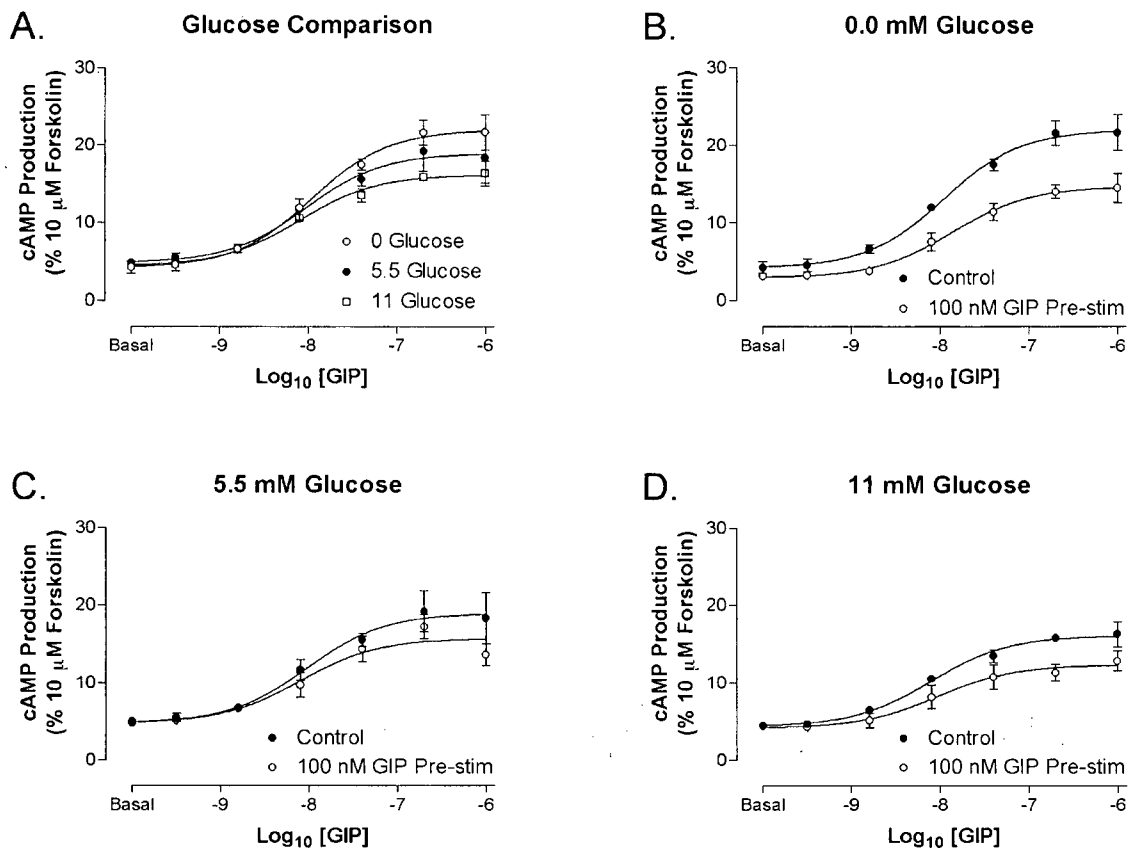 A.
Glucose Comparison
cAMP Production
(% 10 μM Forskolin)
30
20
10
0
0 Glucose
5.5 Glucose
11 Glucose
Basal -9 -8 -7 -6
Log10 [GIP]
B.
0.0 mM Glucose
cAMP Production
(% 10 μM Forskolin)
30
20
10
0
Control
100 nM GIP Pre-stim
Basal -9 -8 -7 -6
Log10 [GIP]
C.
5.5 mM Glucose
cAMP Production
(% 10 μM Forskolin)
30
20
10
0
Control
100 nM GIP Pre-stim
Basal -9 -8 -7 -6
Log10 [GIP]
D.
11 mM Glucose
cAMP Production
(% 10 μM Forskolin)
30
20
10
0
Control
100 nM GIP Pre-stim
Basal -9 -8 -7 -6
Log10 [GIP]